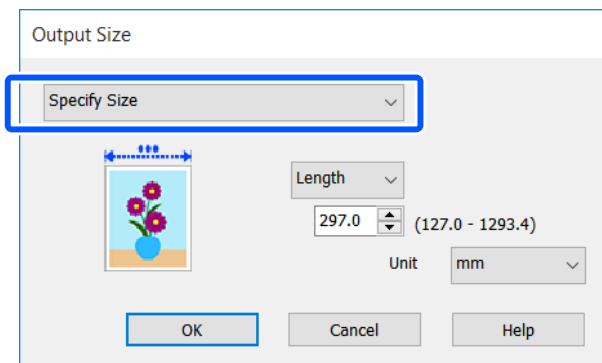 Output Size
Specify Size
Length
297.0 (127.0 - 1293.4)
Unit mm
OK Cancel Help